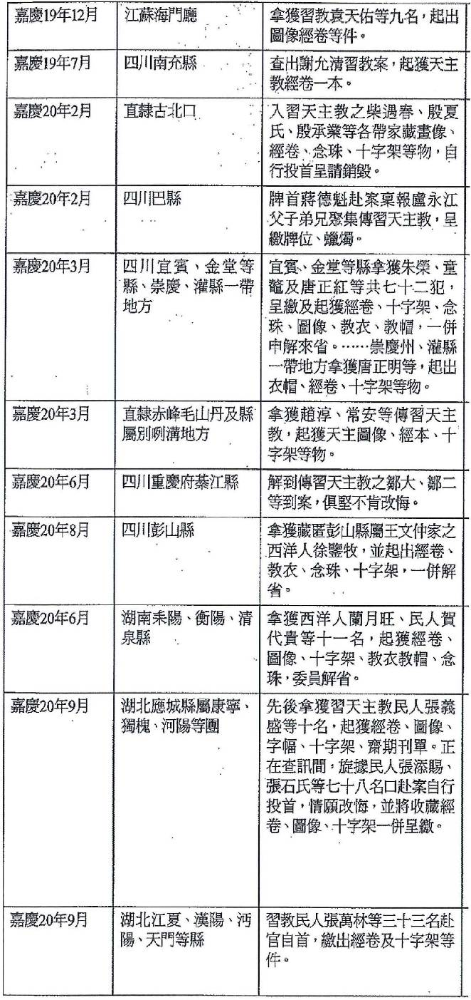 嘉慶19年12月
江蘇海門廳
拿獲習教袁天佑等九名，起出
圖像經卷等件。
嘉慶19年7月
四川南充縣
查出謝允清習教案，起獲天主
教經卷一本。
嘉慶20年2月
直隸古北口
入習天主教之柴遇春、殷夏
氏、殷承業等各帶家藏畫像、
經卷、念珠、十字架等物，自
行投首呈請銷毀。
嘉慶20年2月
四川巴縣
牌首蔣德魁赴案稟報盧永江
父子弟兄聚集傳習天主教，呈
繳牌位、蠟燭。
嘉慶20年3月
四川宜賓、金堂等
縣、崇慶、灌縣一帶
地方
宜賓、金堂等縣拿獲朱榮、童
鼇及唐正紅等共七十二犯，
呈繳及起獲經卷、十字架、念
珠、圖像、教衣、教帽，一併
申解來省。……崇慶州、灌縣
一帶地方拿獲唐正明等，起出
衣帽、經卷、十字架等物。
嘉慶20年3月
直隸赤峰毛山丹及縣
屬別咧溝地方
拿獲趙淳、常安等傳習天主
教，起獲天主圖像、經本、十
字架等物。
嘉慶20年6月
四川重慶府綦江縣
解到傳習天主教之鄒大、鄒二
等到案，俱堅不肯改悔。
嘉慶20年8月
四川彭山縣
拿獲藏匿彭山縣屬王文仲家之
西洋人徐鑒牧，並起出經卷、
教衣、念珠、十字架，一併解
省。
嘉慶20年6月
湖南耒陽、衡陽、清
泉縣
拿獲西洋人蘭月旺、民人賀
代貴等十一名，起獲經卷、
圖像、十字架、教衣教帽、念
珠，委員解省。
嘉慶20年9月
湖北應城縣屬康寧、
獨槐、河陽等團
先後拿獲習天主教民人張義
盛等十名，起獲經卷、圖像、
字幅、十字架、齋期刊單。正
在查訊間，旋據民人張添賜、
張石氏等七十八名口赴案自行
投首，情願改悔，並將收藏經
卷、圖像、十字架一併呈繳。
嘉慶20年9月
湖北江夏、漢陽、沔
陽、天門等縣
習教民人張萬林等三十三名赴
官自首，繳出經卷及十字架等
件。